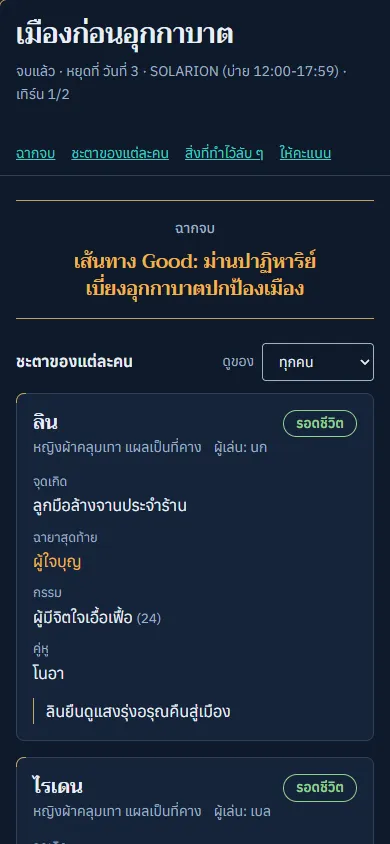 เมืองก่อนอุกกาบาต
จบแล้ว · หยุดที่ วันที่ 3 · SOLARION (บ่าย 12:00-17:59) ·
เทิร์น 1/2
ฉากจบ ชะตาของแต่ละคน สิ่งที่ทำไว้ลับ ๆ ให้คะแนน
ฉากจบ
เส้นทาง Good: ม่านปาฏิหาริย์
เบี่ยงอุกกาบาตปกป้องเมือง
ชะตาของแต่ละคน ดูของ ทุกคน
ลิน รอดชีวิต
หญิงผ้าคลุมเทา แผลเป็นที่คาง ผู้เล่น: นก
จุดเกิด
ลูกมือล้างจานประจำร้าน
ฉายาสุดท้าย
ผู้ใจบุญ
กรรม
ผู้มีจิตใจเอื้อเฟื้อ (24)
คู่หู
โนอา
ลินยืนดูแสงรุ่งอรุณคืนสู่เมือง
ไรเดน รอดชีวิต
หญิงผ้าคลุมเทา แผลเป็นที่คาง ผู้เล่น: เบล